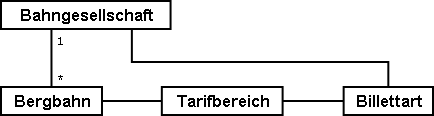 Bahngesellschaft
1
*
Bergbahn
Tarifbereich
Billettart